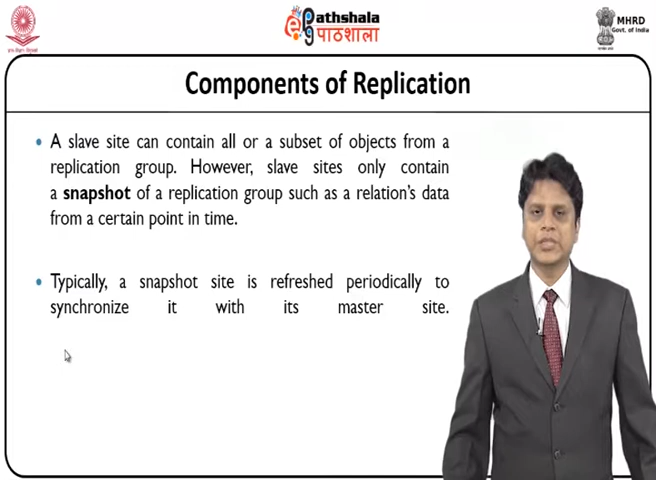 Pathshala
पाठशाला
MHRD
Govt. of India
Components of Replication
• A slave site can contain all or a subset of objects from a
replication group. However, slave sites only contain
a snapshot of a replication group such as a relation's data
from a certain point in time.
• Typically, a snapshot site is refreshed periodically to
synchronize it with its master site.